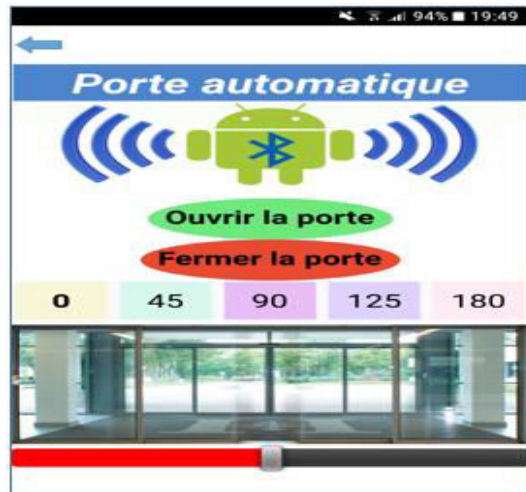 94% 19:49
Porte automatique
Ouvrir la porte
Fermer la porte
0 45 90 125 180